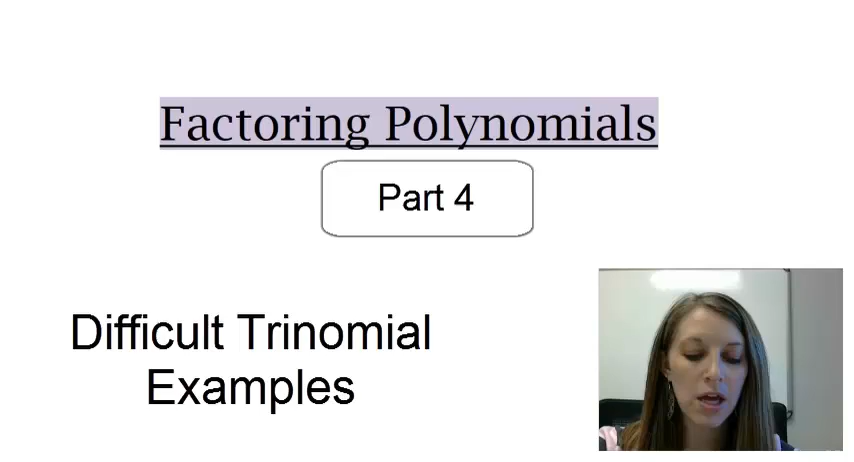 Factoring Polynomials
Part 4
Difficult Trinomial
Examples